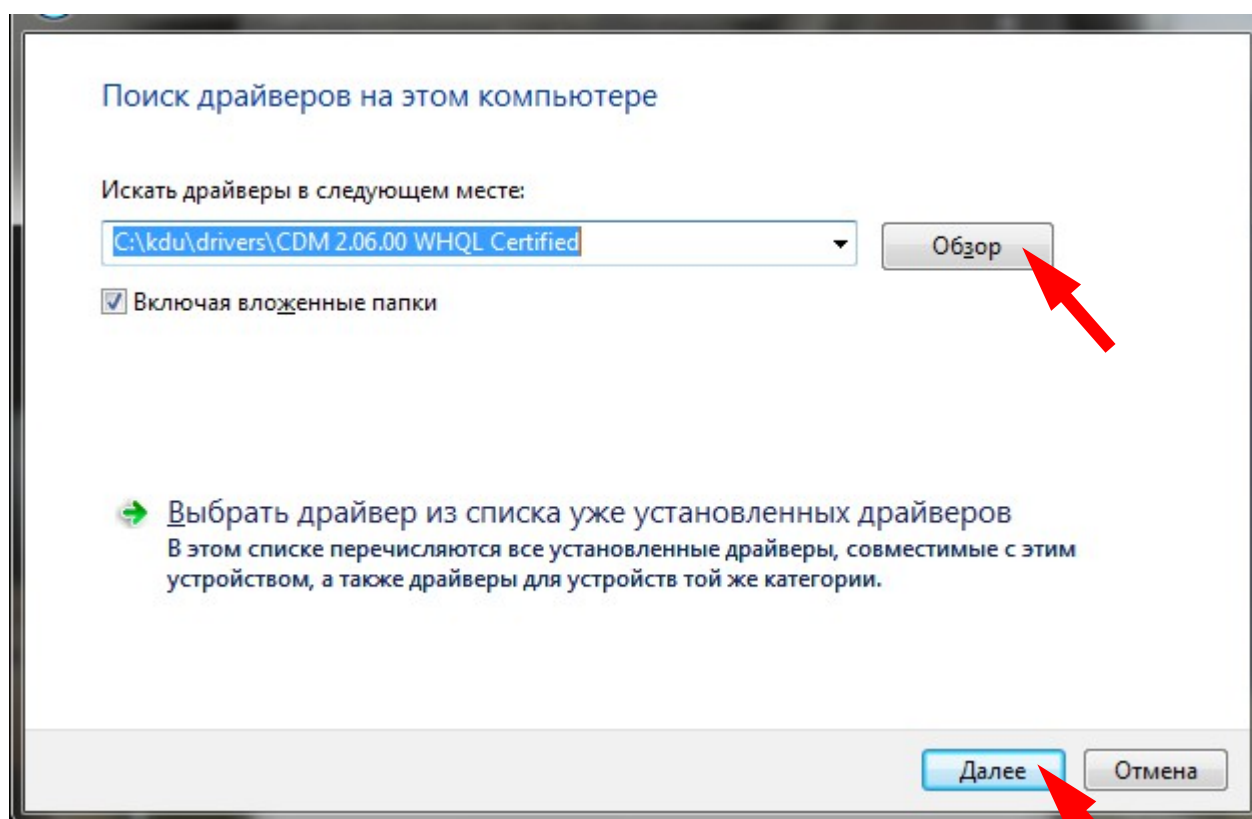 Поиск драйверов на этом компьютере
Искать драйверы в следующем месте:
C:\kdu\drivers\CDM 2.06.00 WHQL Certified
Обзор
Включая вложенные папки
Выбрать драйвер из списка уже установленных драйверов
В этом списке перечисляются все установленные драйверы, совместимые с этим
устройством, а также драйверы для устройств той же категории.
Далее
Отмена